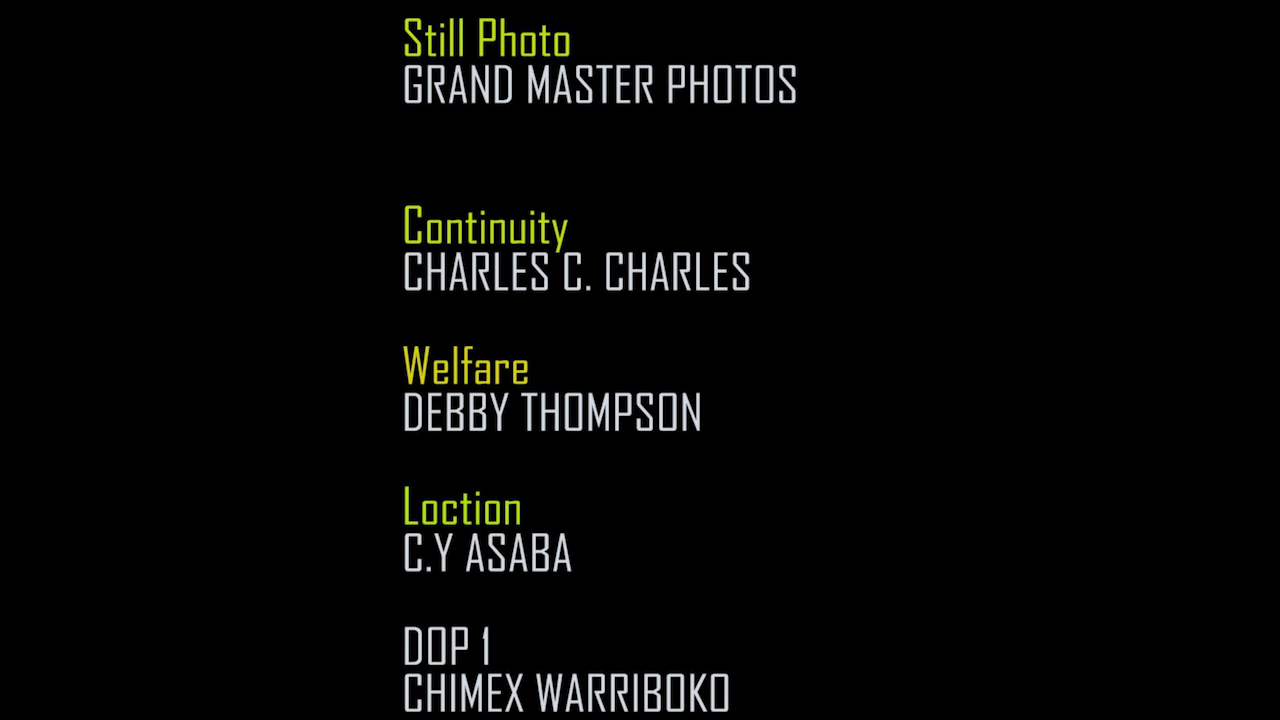 Still Photo
GRAND MASTER PHOTOS
Continuity
CHARLES C. CHARLES
Welfare
DEBBY THOMPSON
Loction
C.Y ASABA
DOP 1
CHIMEX WARRIBOKO